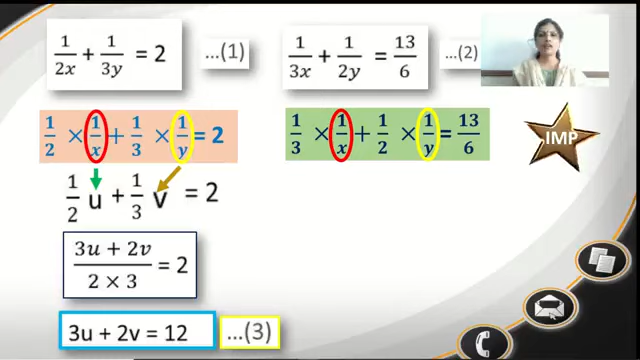 1/2x + 1/3y = 2 ...(1)
1/3x + 1/2y = 13/6 ...(2)
1/2 × 1/x + 1/3 × 1/y = 2
1/3 × 1/x + 1/2 × 1/y = 13/6
IMP
1/2 u + 1/3 v = 2
3u + 2v / 2 × 3 = 2
3u + 2v = 12 ...(3)